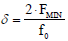 δ = 2·F_MIN / f_0